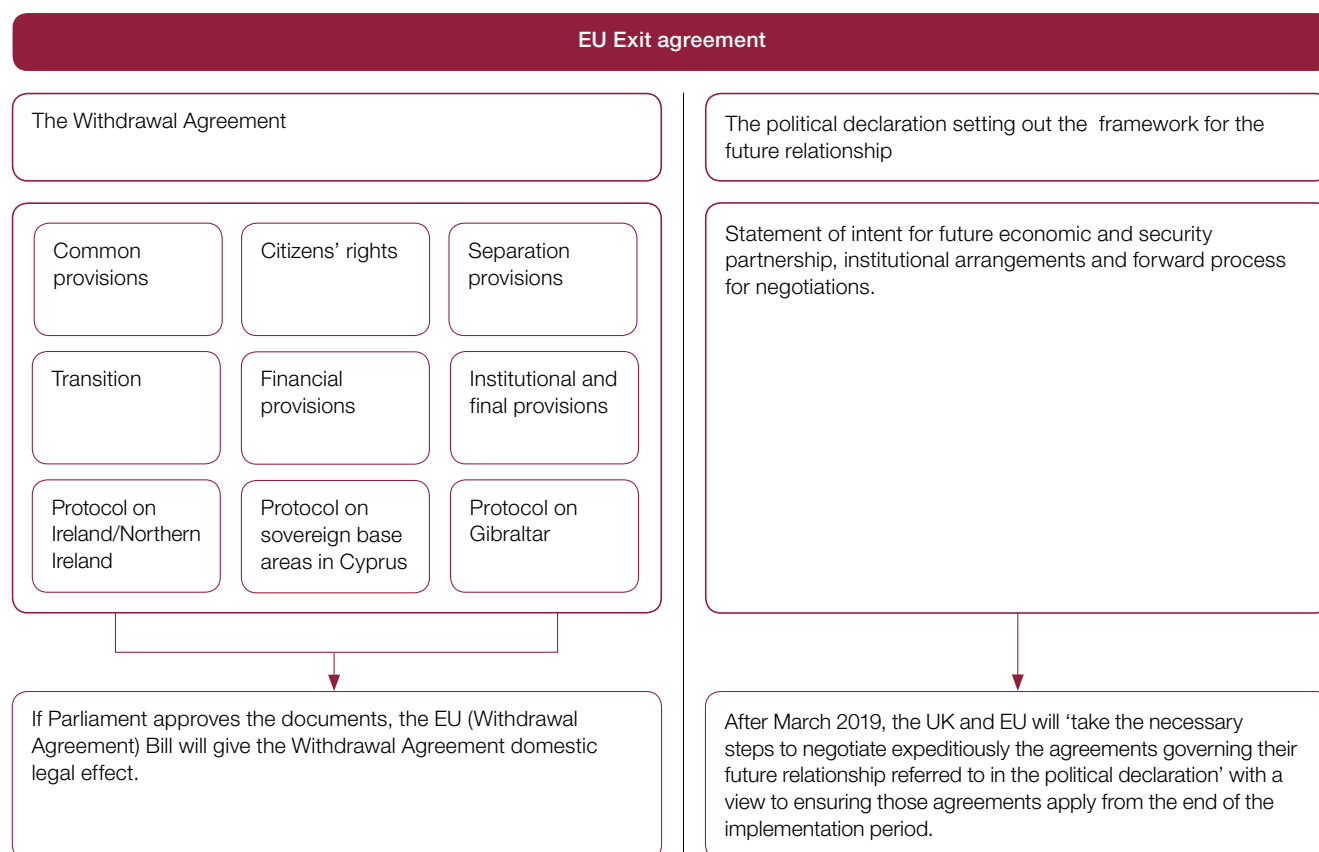 EU Exit agreement
The Withdrawal Agreement
The political declaration setting out the framework for the
future relationship
Common
provisions
Citizens’ rights
Separation
provisions
Transition
Financial
provisions
Institutional and
final provisions
Protocol on
Ireland/Northern
Ireland
Protocol on
sovereign base
areas in Cyprus
Protocol on
Gibraltar
Statement of intent for future economic and security
partnership, institutional arrangements and forward process
for negotiations.
If Parliament approves the documents, the EU (Withdrawal
Agreement) Bill will give the Withdrawal Agreement domestic
legal effect.
After March 2019, the UK and EU will ‘take the necessary
steps to negotiate expeditiously the agreements governing their
future relationship referred to in the political declaration’ with a
view to ensuring those agreements apply from the end of the
implementation period.